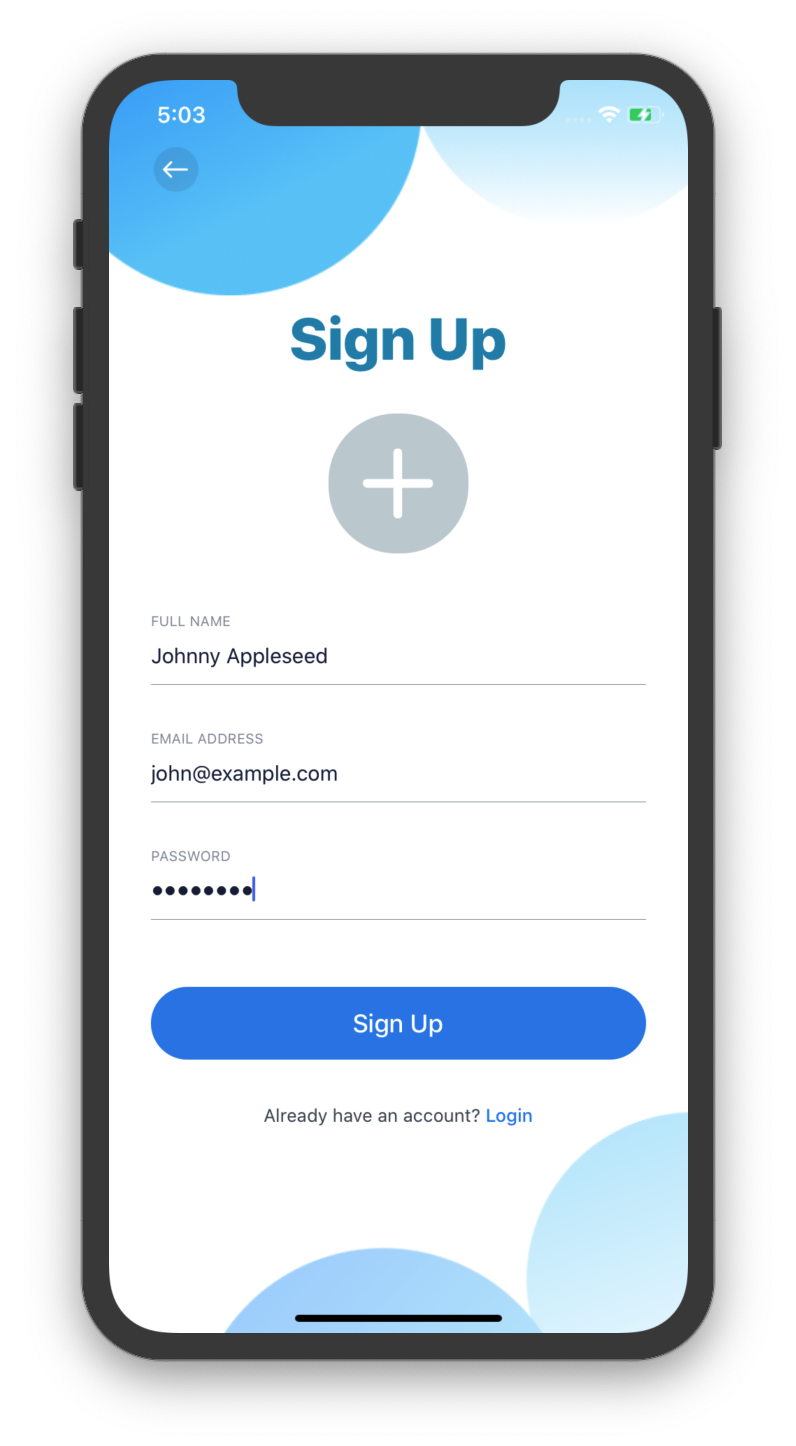 5:03
Sign Up
FULL NAME
Johnny Appleseed
EMAIL ADDRESS
john@example.com
PASSWORD
••••••••
Sign Up
Already have an account? Login